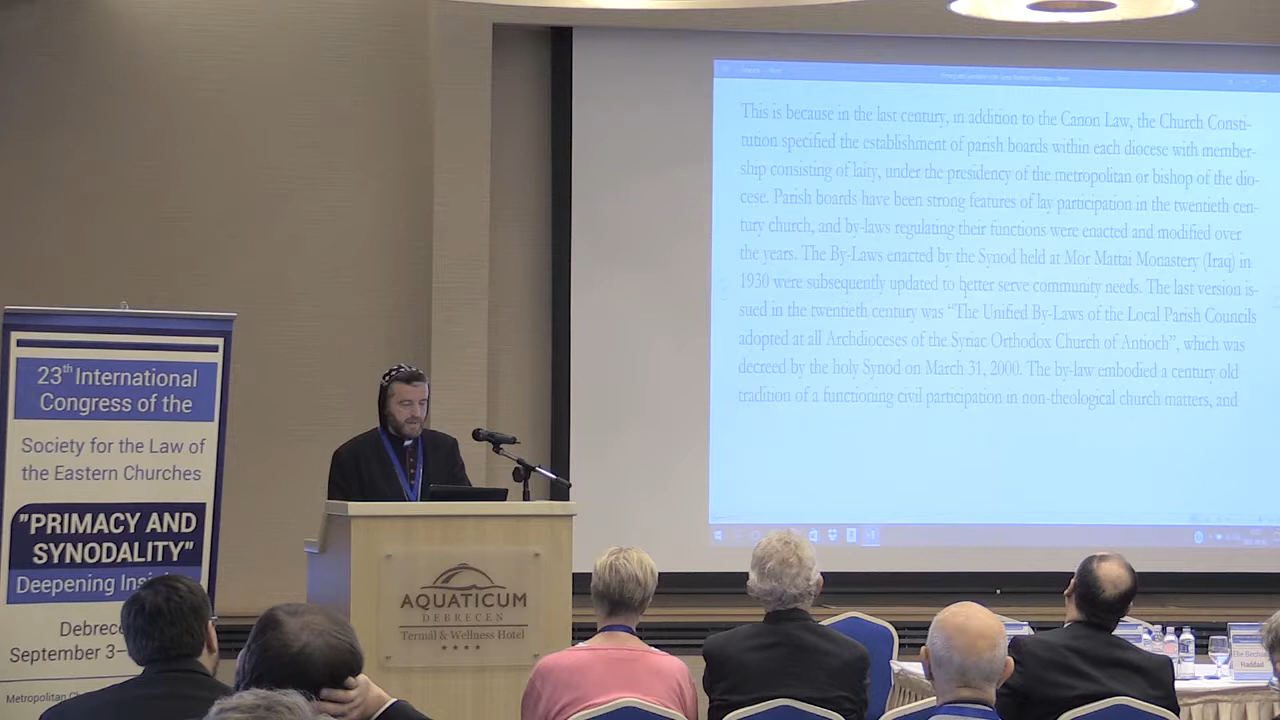 23th International
Congress of the
Society for the Law of
the Eastern Churches
"PRIMACY AND
SYNODALITY"
Deepening
Debrece
September 3–
Metropolitan
AQUATICUM
DEBRECEN
Termál & Wellness Hotel
This is because in the last century, in addition to the Canon Law, the Church Consti-
tution specified the establishment of parish boards within each diocese with member-
ship consisting of laity, under the presidency of the metropolitan or bishop of the dio-
cese. Parish boards have been strong features of lay participation in the twentieth cen-
tury church, and by-laws regulating their functions were enacted and modified over
the years. The By-Laws enacted by the Synod held at Mor Mattai Monastery (Iraq) in
1930 were subsequently updated to better serve community needs. The last version is-
sued in the twentieth century was “The Unified By-Laws of the Local Parish Councils
adopted at all Archdioceses of the Syriac Orthodox Church of Antioch”, which was
decreed by the holy Synod on March 31, 2000. The by-law embodied a century old
tradition of a functioning civil participation in non-theological church matters, and
Haddad